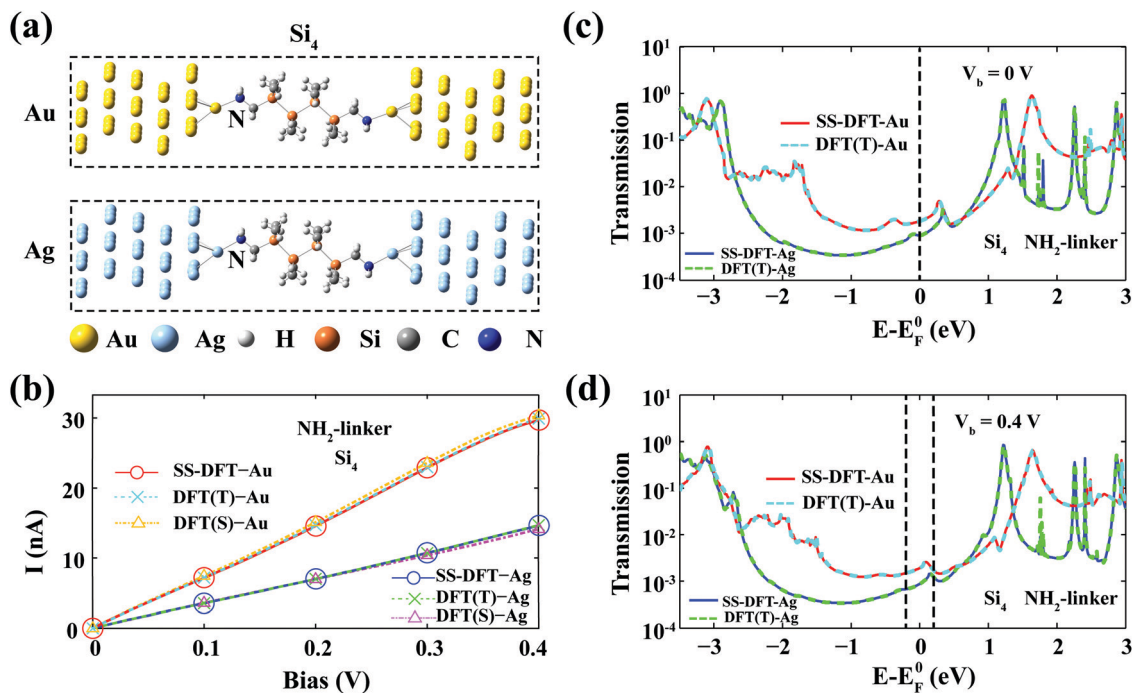 (a)
Si4
Au
N
Ag
N
Au Ag H Si C N
(b)
30
20
10
0
I (nA)
NH2-linker
Si4
SS-DFT−Au
DFT(T)−Au
DFT(S)−Au
SS-DFT−Ag
DFT(T)−Ag
DFT(S)−Ag
0 0.1 0.2 0.3 0.4
Bias (V)
(c)
10^1
10^0
10^-1
10^-2
10^-3
10^-4
Transmission
Vb = 0 V
SS-DFT-Au
DFT(T)-Au
Si4 NH2-linker
SS-DFT-Ag
DFT(T)-Ag
−3 −2 −1 0 1 2 3
E-E_F^0 (eV)
(d)
10^1
10^0
10^-1
10^-2
10^-3
10^-4
Transmission
Vb = 0.4 V
SS-DFT-Au
DFT(T)-Au
Si4 NH2-linker
SS-DFT-Ag
DFT(T)-Ag
−3 −2 −1 0 1 2 3
E-E_F^0 (eV)